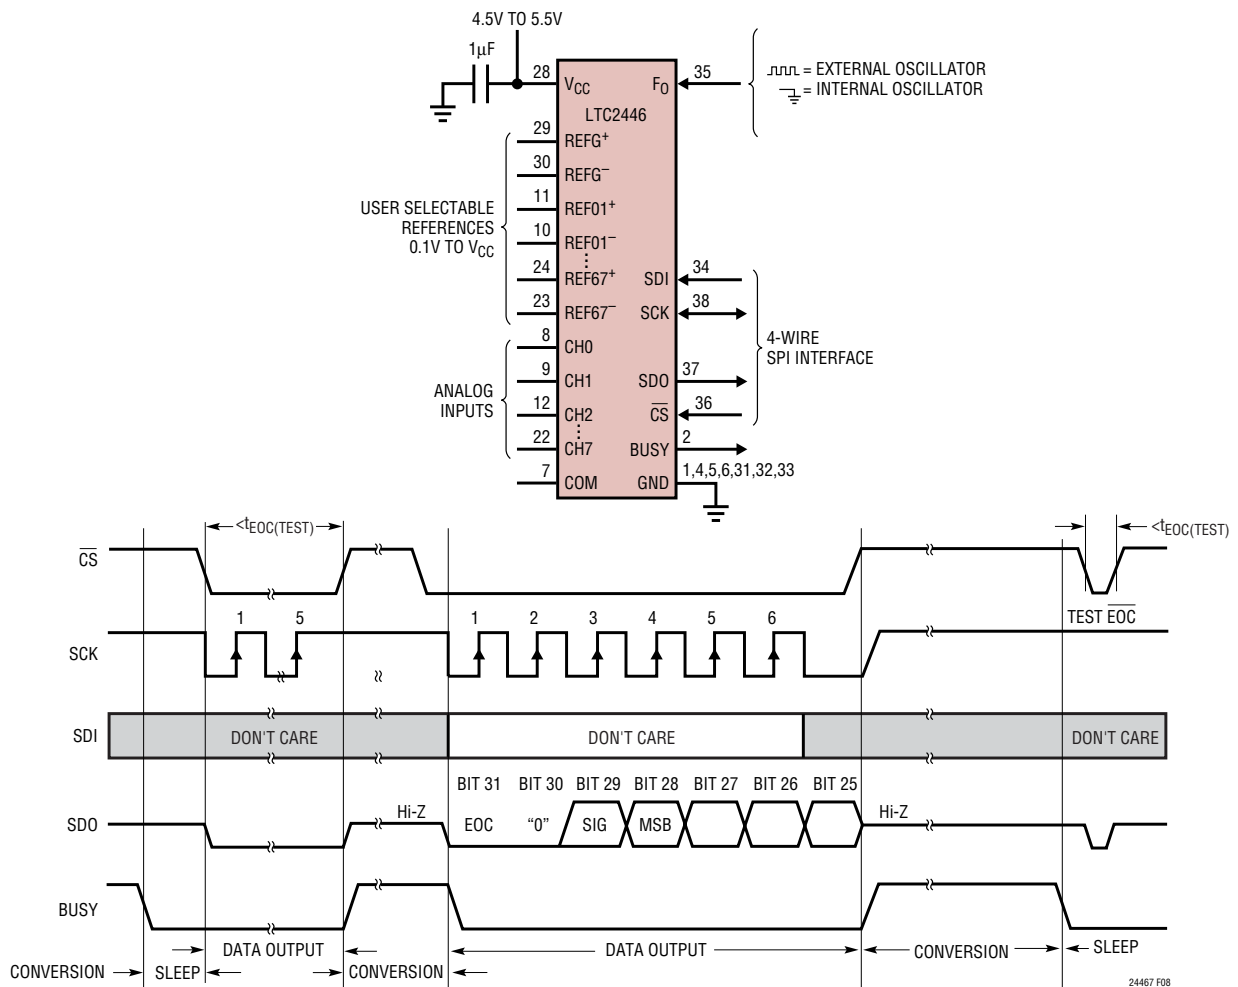 4.5V TO 5.5V
1µF
28
VCC
FO
35
= EXTERNAL OSCILLATOR
= INTERNAL OSCILLATOR
LTC2446
29
REFG+
30
REFG–
11
REF01+
10
REF01–
24
REF67+
23
REF67–
USER SELECTABLE
REFERENCES
0.1V TO VCC
8
CH0
9
CH1
12
CH2
22
CH7
7
COM
ANALOG
INPUTS
SDI
34
SCK
38
SDO
37
CS
36
BUSY
2
GND
1,4,5,6,31,32,33
4-WIRE
SPI INTERFACE
<tEOC(TEST)
<tEOC(TEST)
CS
TEST EOC
SCK
1 5 1 2 3 4 5 6
SDI
DON'T CARE DON'T CARE DON'T CARE
BIT 31 BIT 30 BIT 29 BIT 28 BIT 27 BIT 26 BIT 25
SDO
Hi-Z EOC “0” SIG MSB Hi-Z
BUSY
CONVERSION SLEEP DATA OUTPUT CONVERSION DATA OUTPUT CONVERSION SLEEP
24467 F08